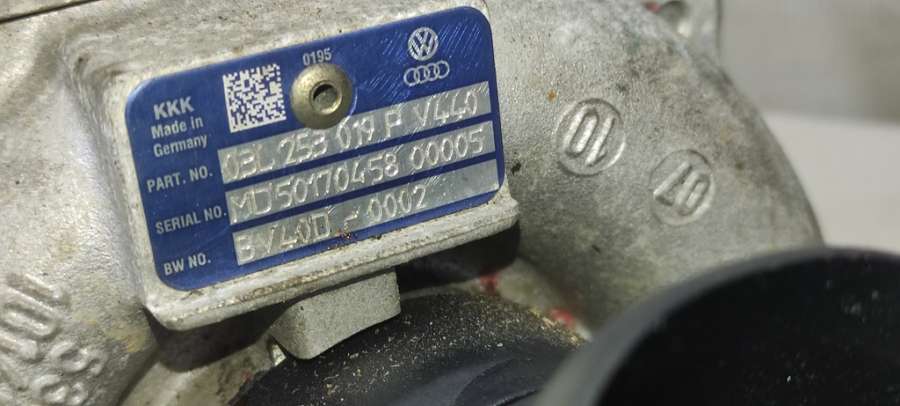 0195
KKK
Made in
Germany
PART. NO. 03L 253 019 P V440
SERIAL NO. MD50170458 00005
BW NO. BV40D -0002
10
07